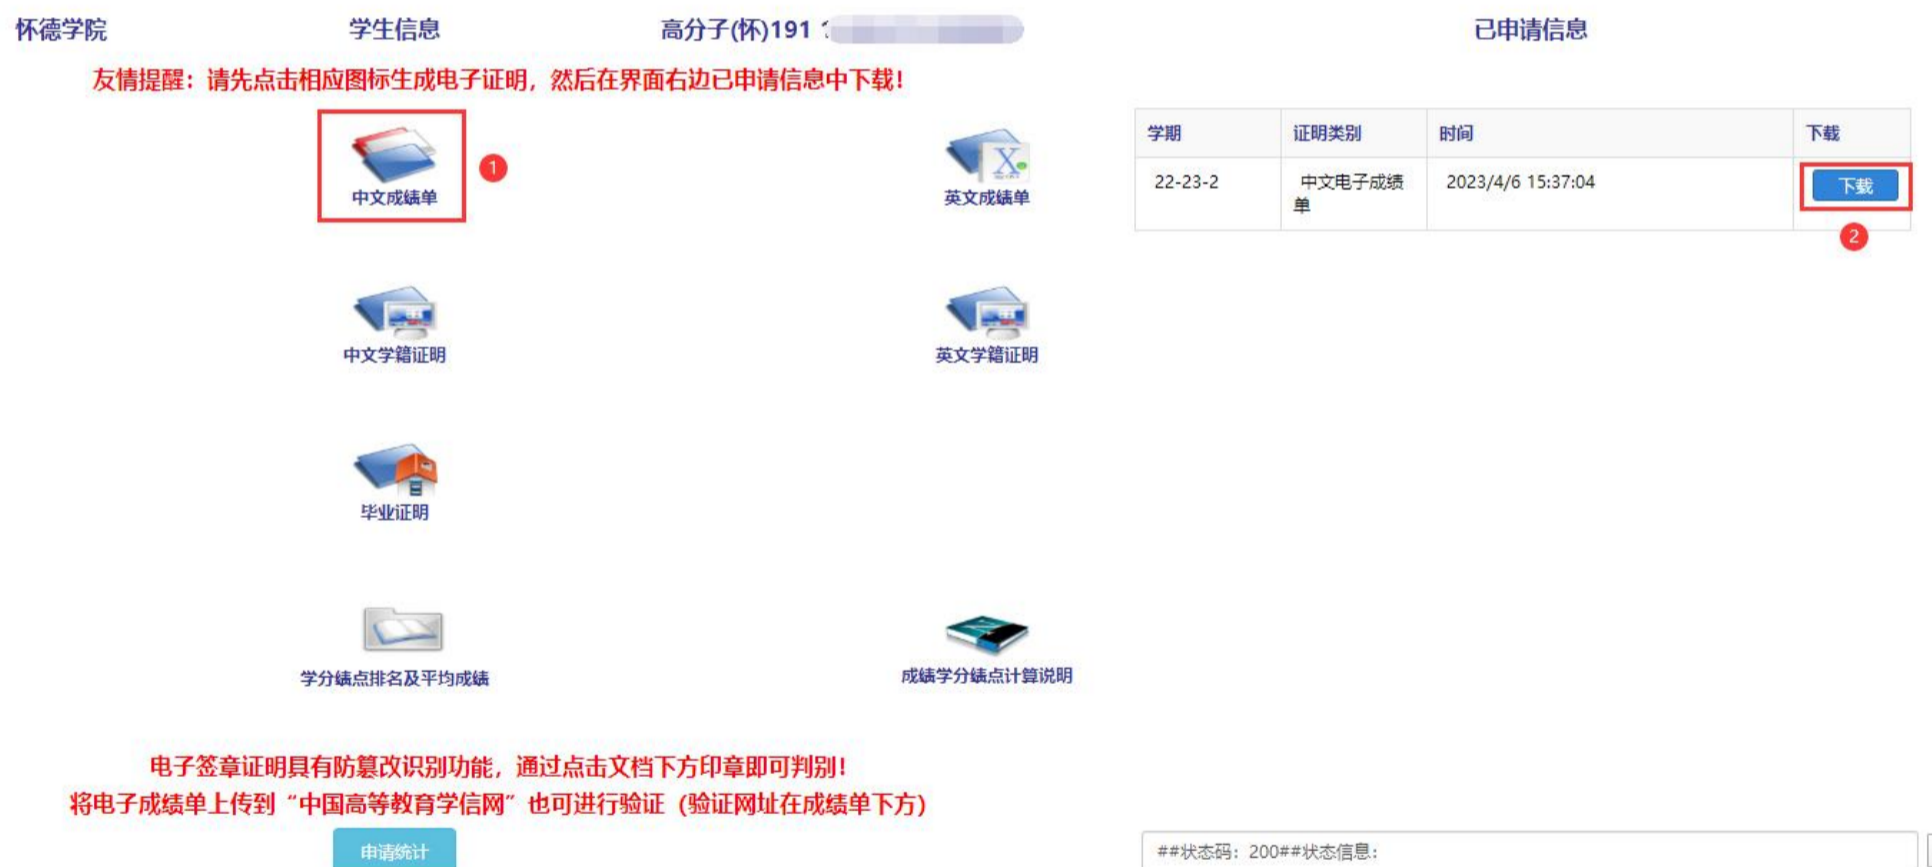 怀德学院 学生信息 高分子(怀)191 已申请信息
友情提醒：请先点击相应图标生成电子证明，然后在界面右边已申请信息中下载！
中文成绩单
1
英文成绩单
学期 证明类别 时间 下载
22-23-2 中文电子成绩单 2023/4/6 15:37:04 下载
2
中文学籍证明
英文学籍证明
毕业证明
学分绩点排名及平均成绩
成绩学分绩点计算说明
电子签章证明具有防篡改识别功能，通过点击文档下方印章即可判别！
将电子成绩单上传到“中国高等教育学信网”也可进行验证（验证网址在成绩单下方）
申请统计
##状态码：200##状态信息：